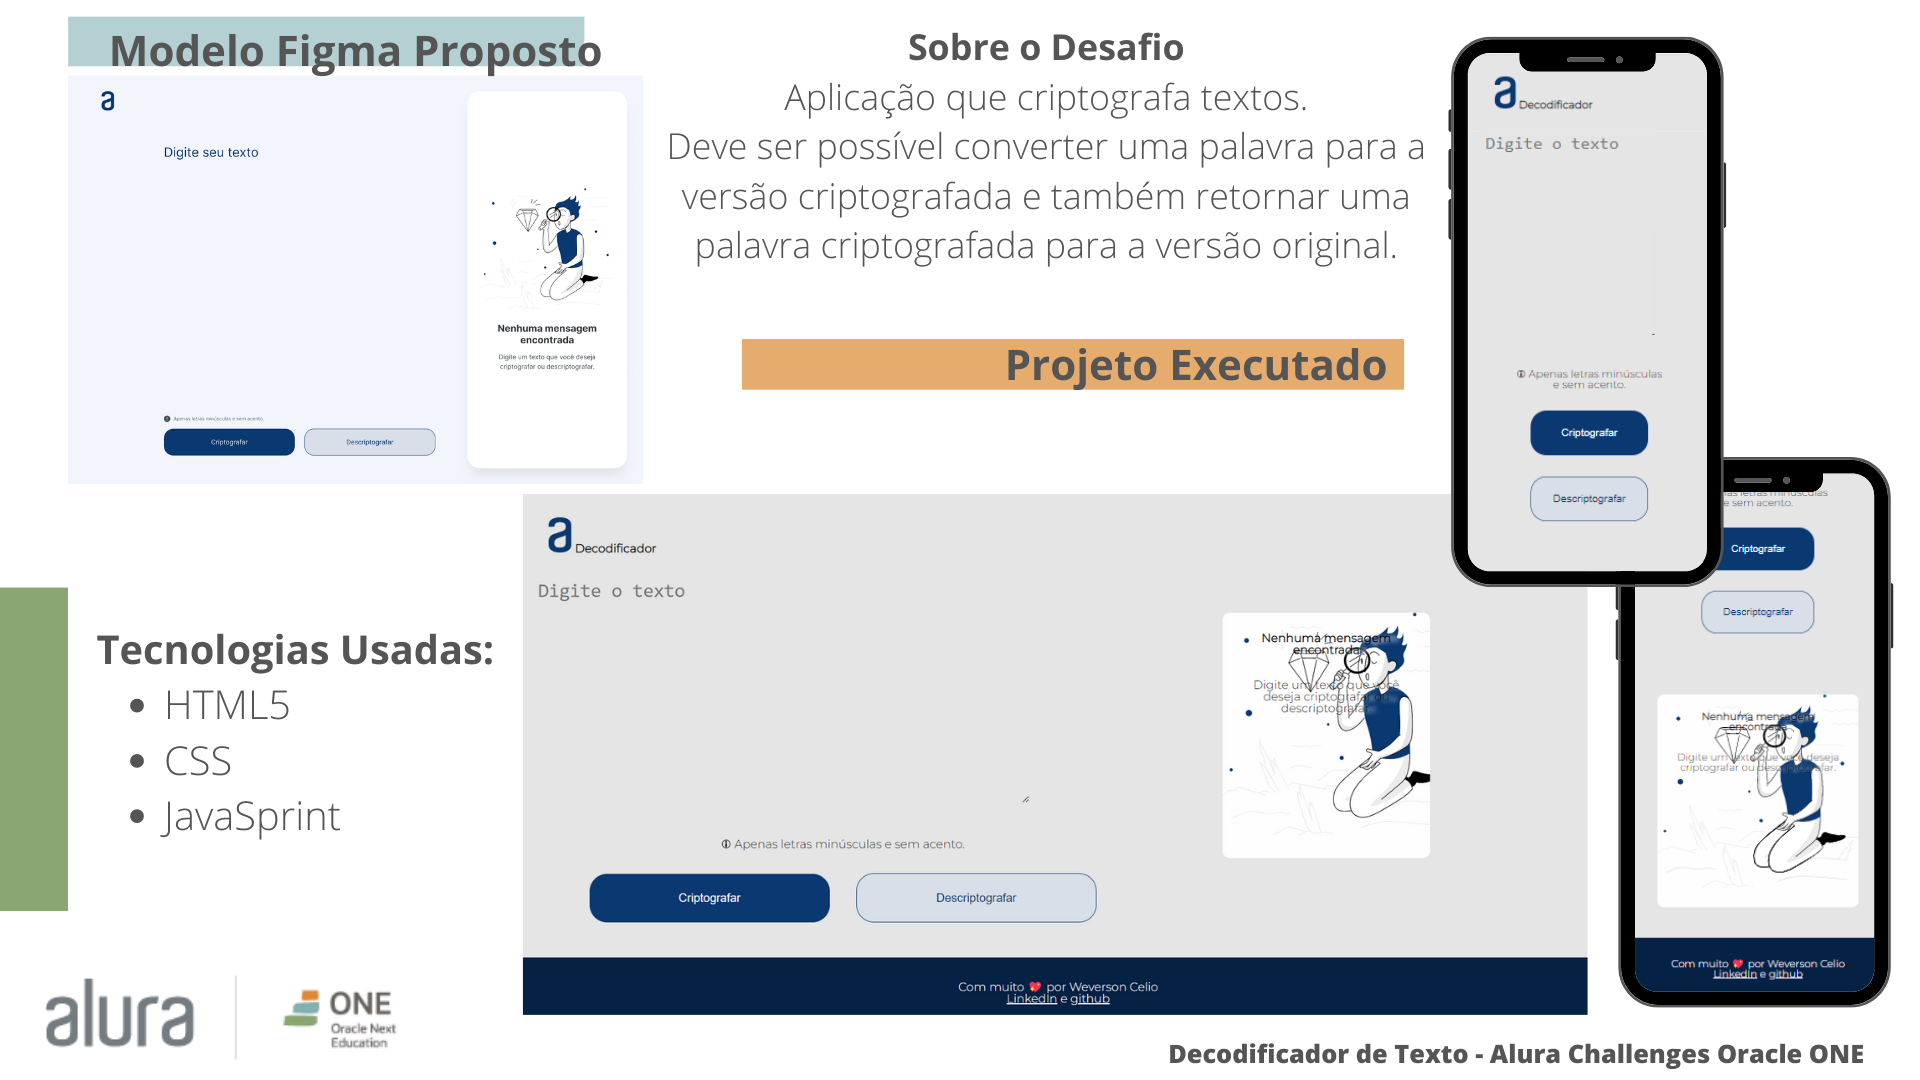 Modelo Figma Proposto
a
Digite seu texto
Nenhuma mensagem
encontrada
Digite um texto que você deseja
criptografar ou descriptografar.
Apenas letras minúsculas e sem acento.
Criptografar
Descriptografar
Sobre o Desafio
Aplicação que criptografa textos.
Deve ser possível converter uma palavra para a
versão criptografada e também retornar uma
palavra criptografada para a versão original.
Projeto Executado
a Decodificador
Digite o texto
Apenas letras minúsculas
e sem acento.
Criptografar
Descriptografar
Tecnologias Usadas:
• HTML5
• CSS
• JavaSprint
a Decodificador
Digite o texto
Nenhuma mensagem
encontrada
Digite um texto que você
deseja criptografar ou
descriptografar.
Apenas letras minúsculas e sem acento.
Criptografar
Descriptografar
Com muito 💖 por Weverson Celio
LinkedIn e github
letras minúsculas
e sem acento.
Criptografar
Descriptografar
Nenhuma mensagem
encontrada
Digite um texto que você deseja
criptografar ou descriptografar.
Com muito 💖 por Weverson Celio
LinkedIn e github
alura
ONE
Oracle Next
Education
Decodificador de Texto - Alura Challenges Oracle ONE